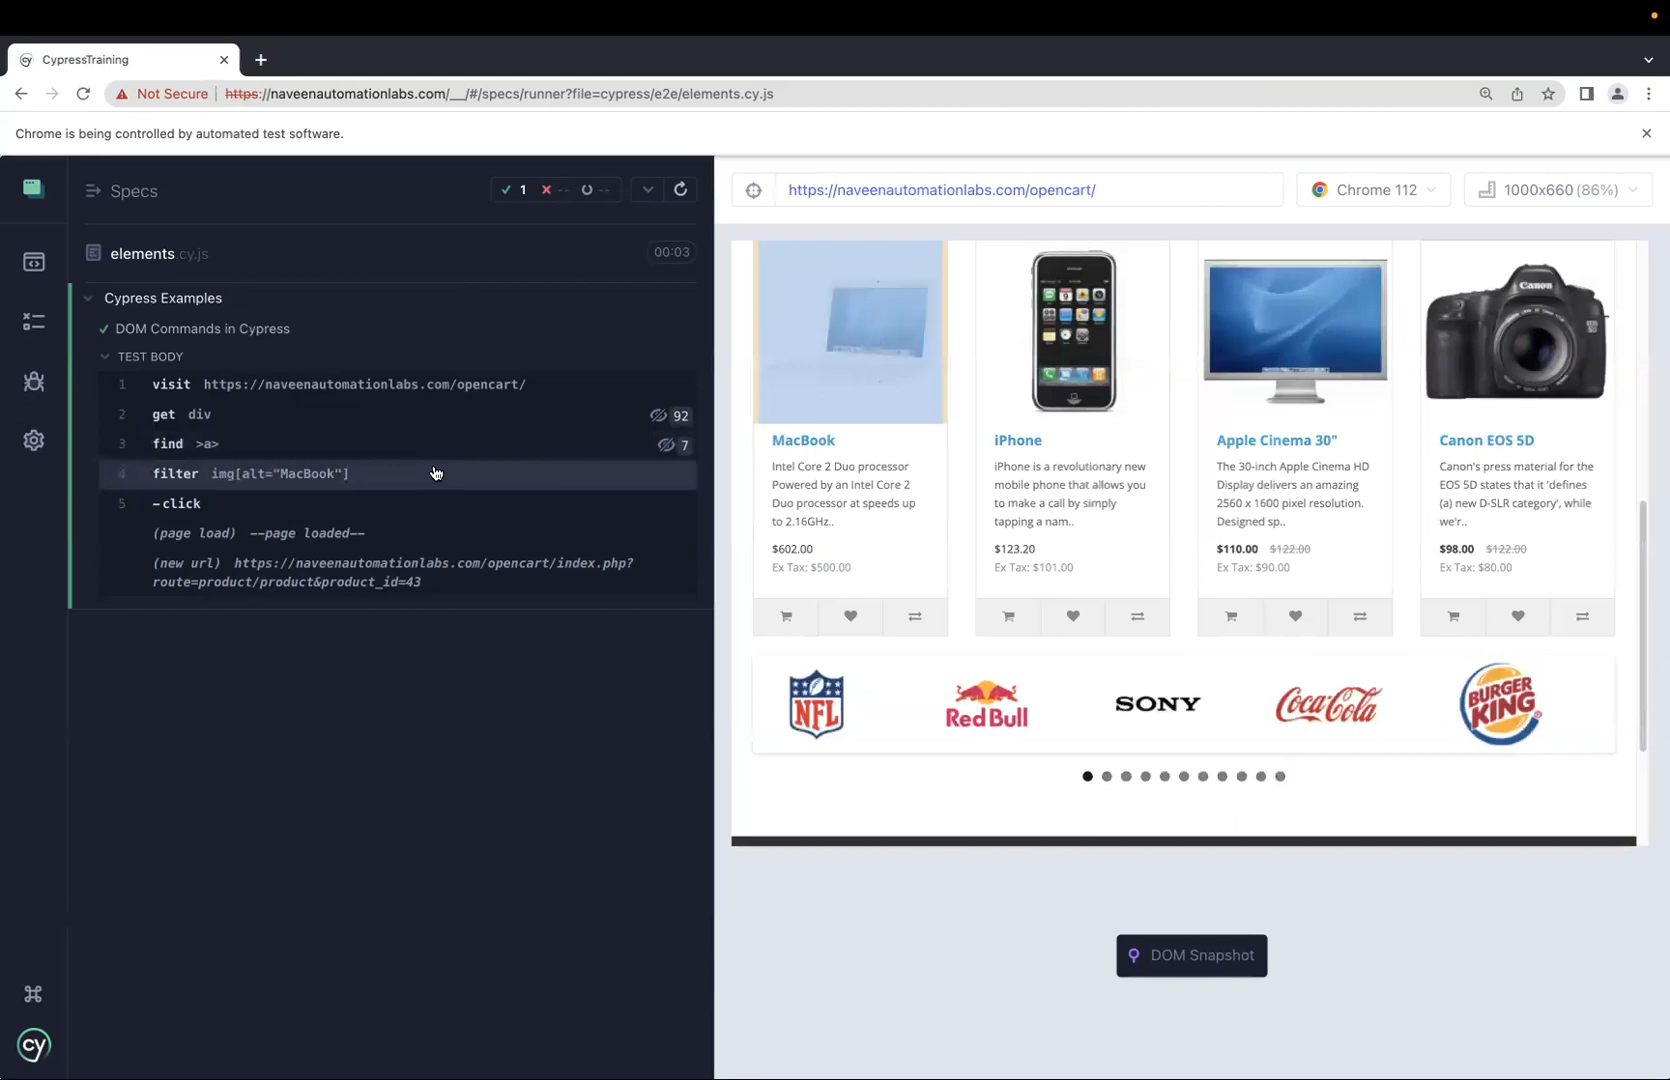 CypressTraining
Not Secure | https://naveenautomationlabs.com/__/#/specs/runner?file=cypress/e2e/elements.cy.js
Chrome is being controlled by automated test software.
Specs
1
--
--
https://naveenautomationlabs.com/opencart/
Chrome 112
1000x660 (86%)
elements.cy.js
00:03
Cypress Examples
DOM Commands in Cypress
TEST BODY
1 visit https://naveenautomationlabs.com/opencart/
2 get div 92
3 find >a> 7
4 filter img[alt="MacBook"]
5 -click
(page load) --page loaded--
(new url) https://naveenautomationlabs.com/opencart/index.php?
route=product/product&product_id=43
cy
MacBook
Intel Core 2 Duo processor
Powered by an Intel Core 2
Duo processor at speeds up
to 2.16GHz..
$602.00
Ex Tax: $500.00
iPhone
iPhone is a revolutionary new
mobile phone that allows you
to make a call by simply
tapping a nam..
$123.20
Ex Tax: $101.00
Apple Cinema 30"
The 30-inch Apple Cinema HD
Display delivers an amazing
2560 x 1600 pixel resolution.
Designed sp..
$110.00 $122.00
Ex Tax: $90.00
Canon
Canon EOS 5D
Canon's press material for the
EOS 5D states that it 'defines
(a) new D-SLR category', while
we'r..
$98.00 $122.00
Ex Tax: $80.00
NFL
Red Bull
SONY
Coca-Cola
BURGER
KING
DOM Snapshot